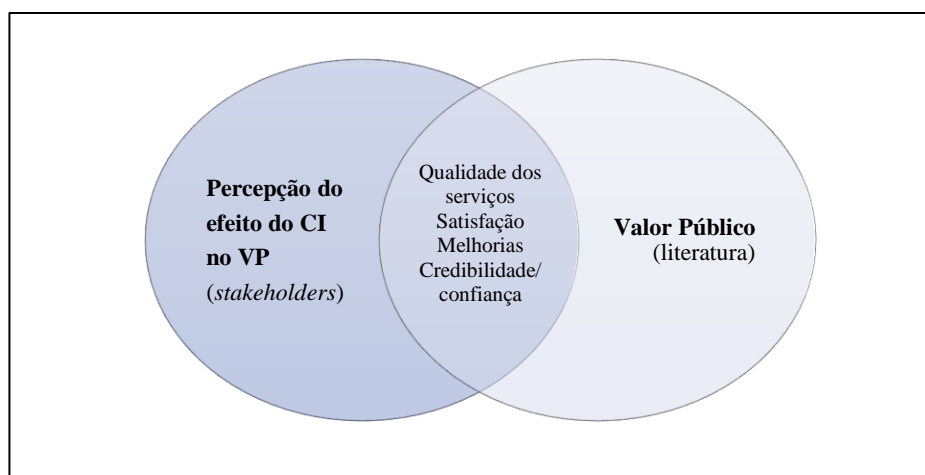 Percepção do
efeito do CI
no VP
(stakeholders)
Qualidade dos
serviços
Satisfação
Melhorias
Credibilidade/
confiança
Valor Público
(literatura)